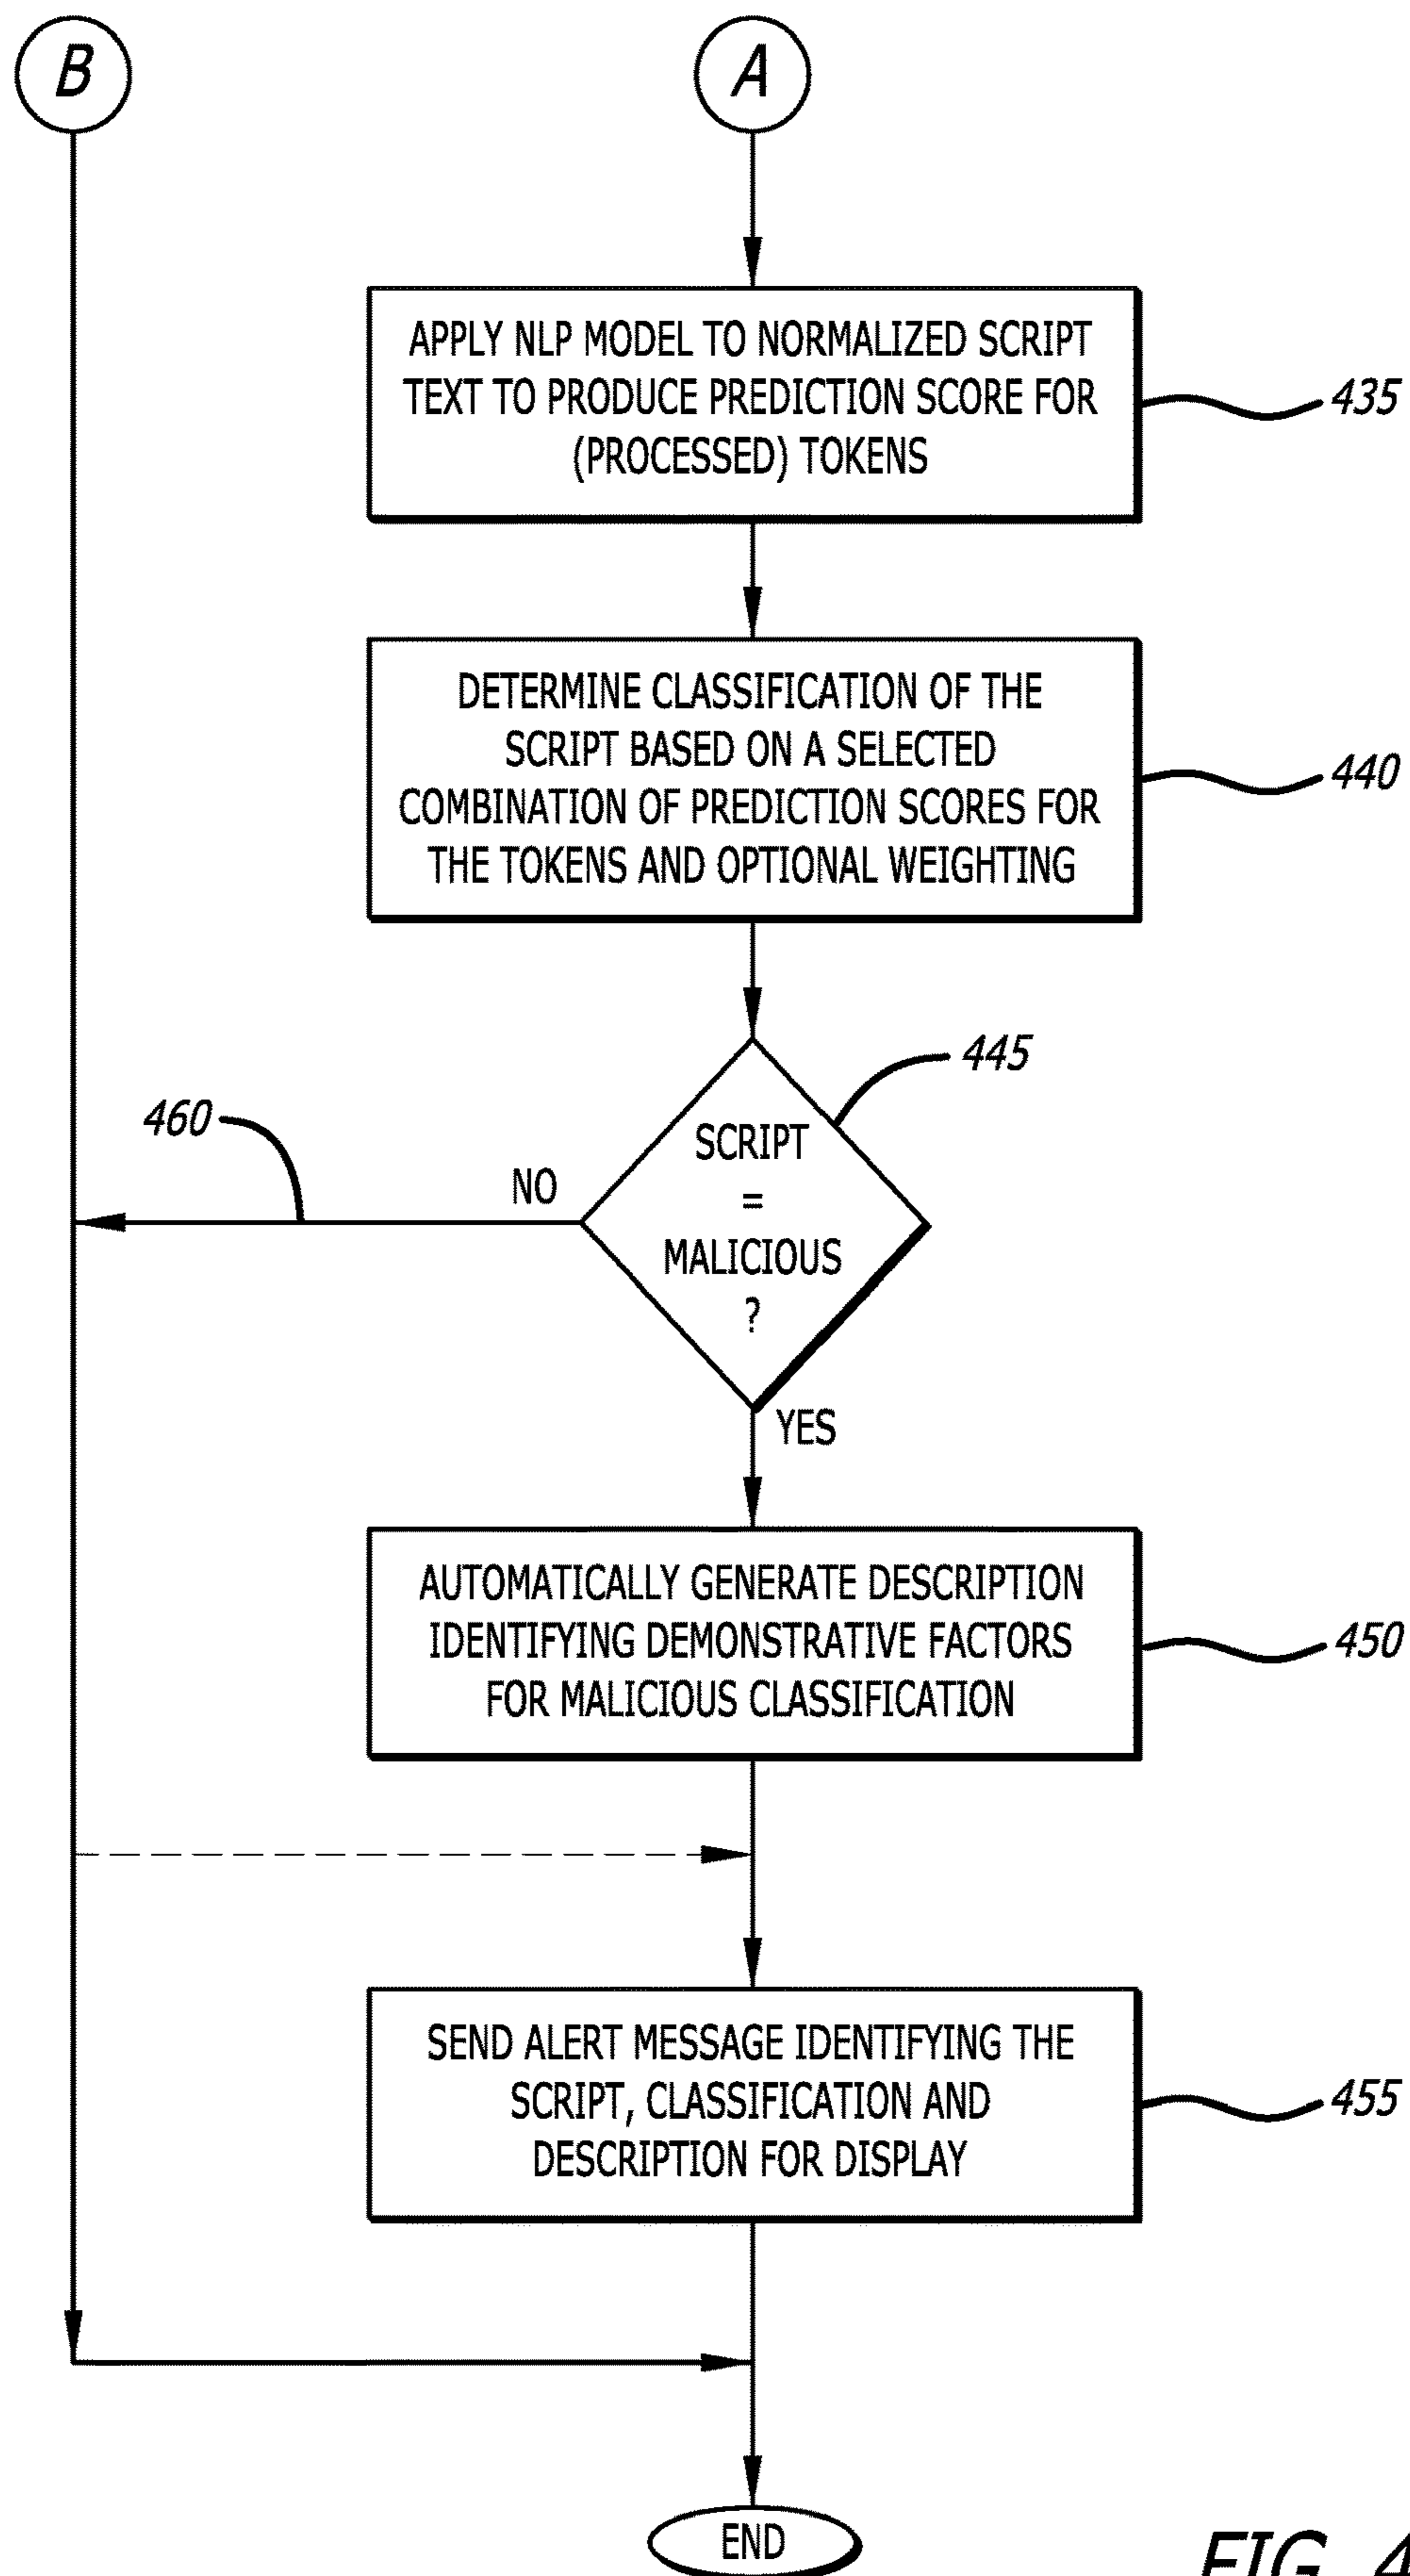 B
A
APPLY NLP MODEL TO NORMALIZED SCRIPT
TEXT TO PRODUCE PREDICTION SCORE FOR
(PROCESSED) TOKENS
435
DETERMINE CLASSIFICATION OF THE
SCRIPT BASED ON A SELECTED
COMBINATION OF PREDICTION SCORES FOR
THE TOKENS AND OPTIONAL WEIGHTING
440
445
460
NO
SCRIPT
=
MALICIOUS
?
YES
AUTOMATICALLY GENERATE DESCRIPTION
IDENTIFYING DEMONSTRATIVE FACTORS
FOR MALICIOUS CLASSIFICATION
450
SEND ALERT MESSAGE IDENTIFYING THE
SCRIPT, CLASSIFICATION AND
DESCRIPTION FOR DISPLAY
455
END
FIG. 4